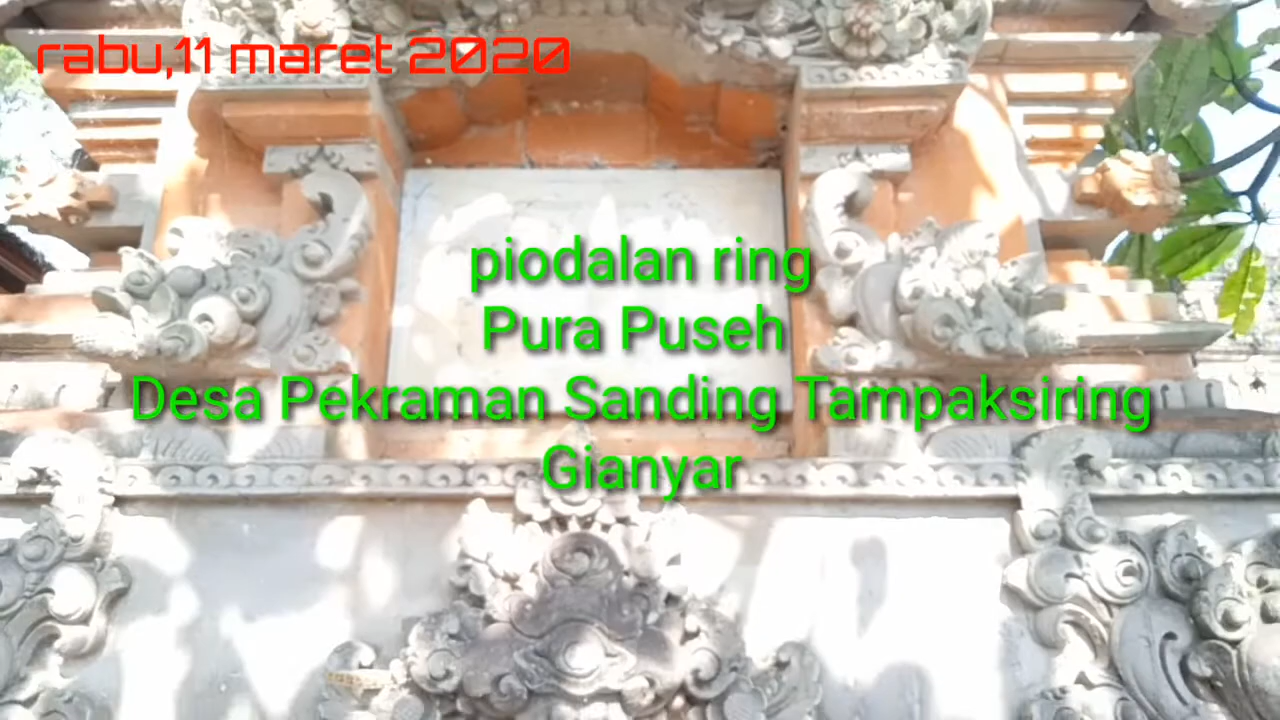 rabu,11 maret 2020
piodalan ring
Pura Puseh
Desa Pekraman Sanding Tampaksiring
Gianyar